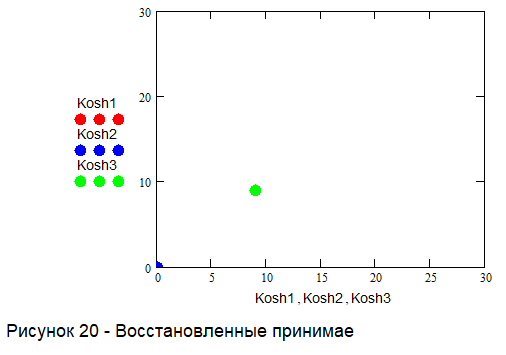 30
20
10
0
Kosh1
Kosh2
Kosh3
0 5 10 15 20 25 30
Kosh1 , Kosh2 , Kosh3
Рисунок 20 - Восстановленные принимае